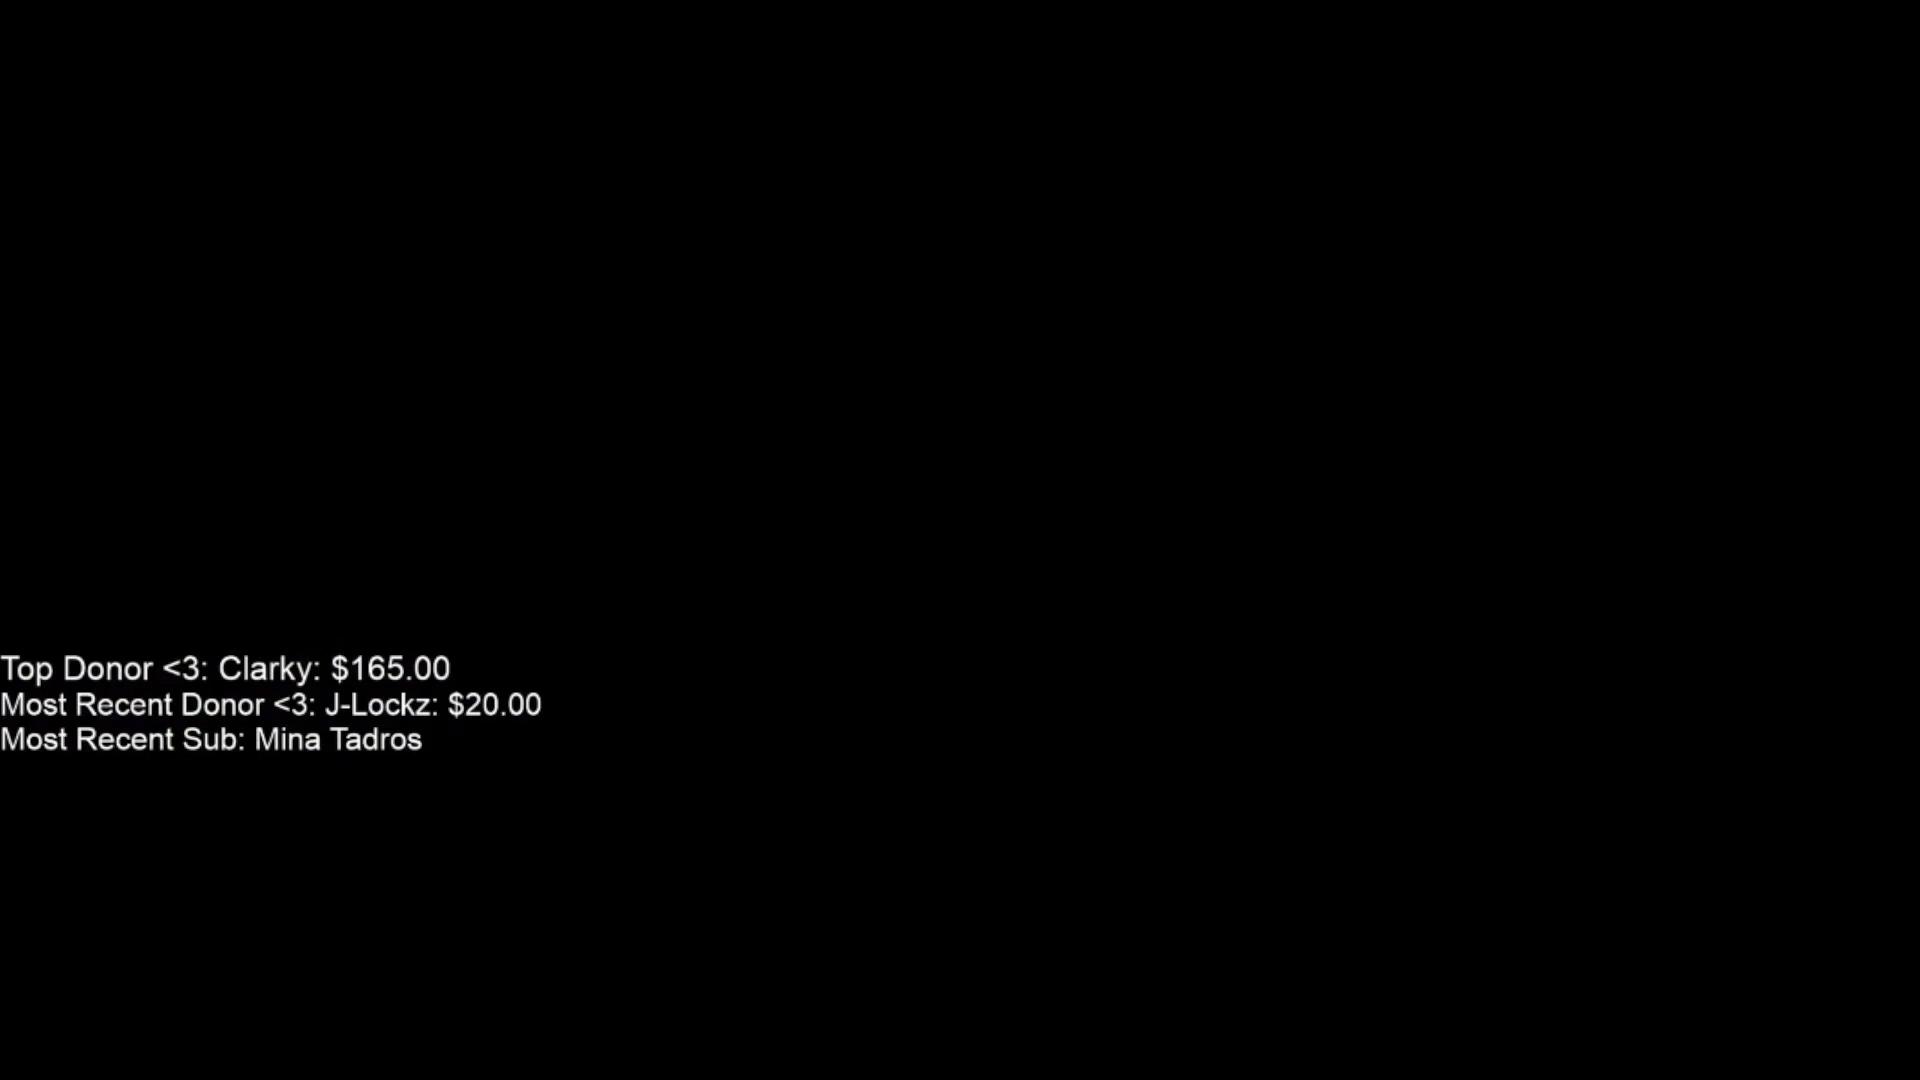 Top Donor <3: Clarky: $165.00
Most Recent Donor <3: J-Lockz: $20.00
Most Recent Sub: Mina Tadros